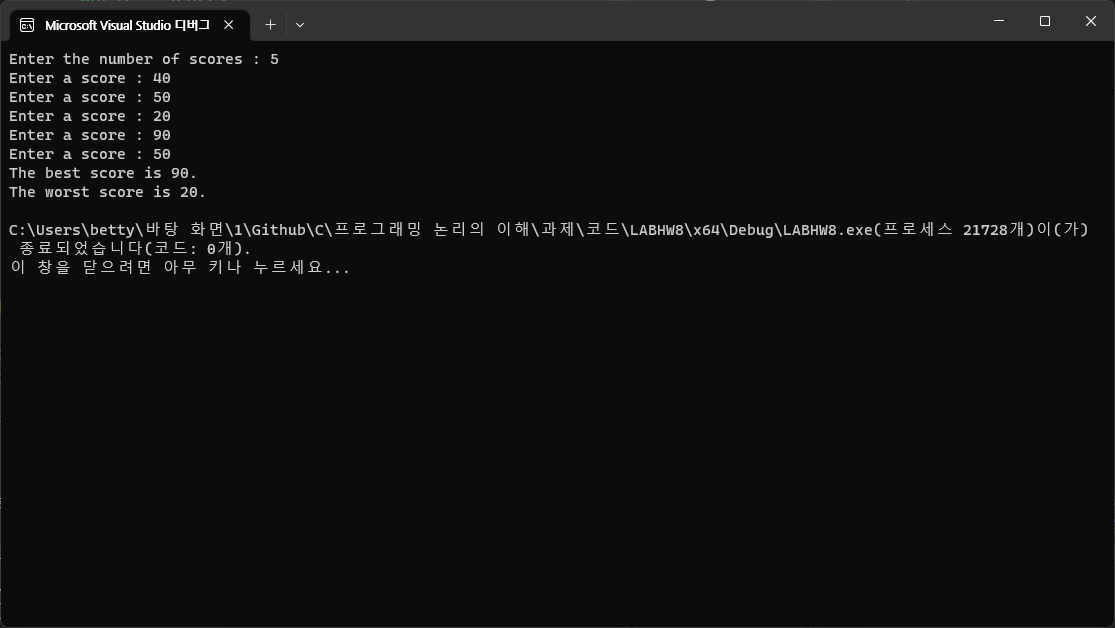 Microsoft Visual Studio 디버그
Enter the number of scores : 5
Enter a score : 40
Enter a score : 50
Enter a score : 20
Enter a score : 90
Enter a score : 50
The best score is 90.
The worst score is 20.
C:\Users\betty\바탕 화면\1\Github\C\프로그래밍 논리의 이해\과제\코드\LABHW8\x64\Debug\LABHW8.exe(프로세스 21728개)이(가)
종료되었습니다(코드: 0개).
이 창을 닫으려면 아무 키나 누르세요...